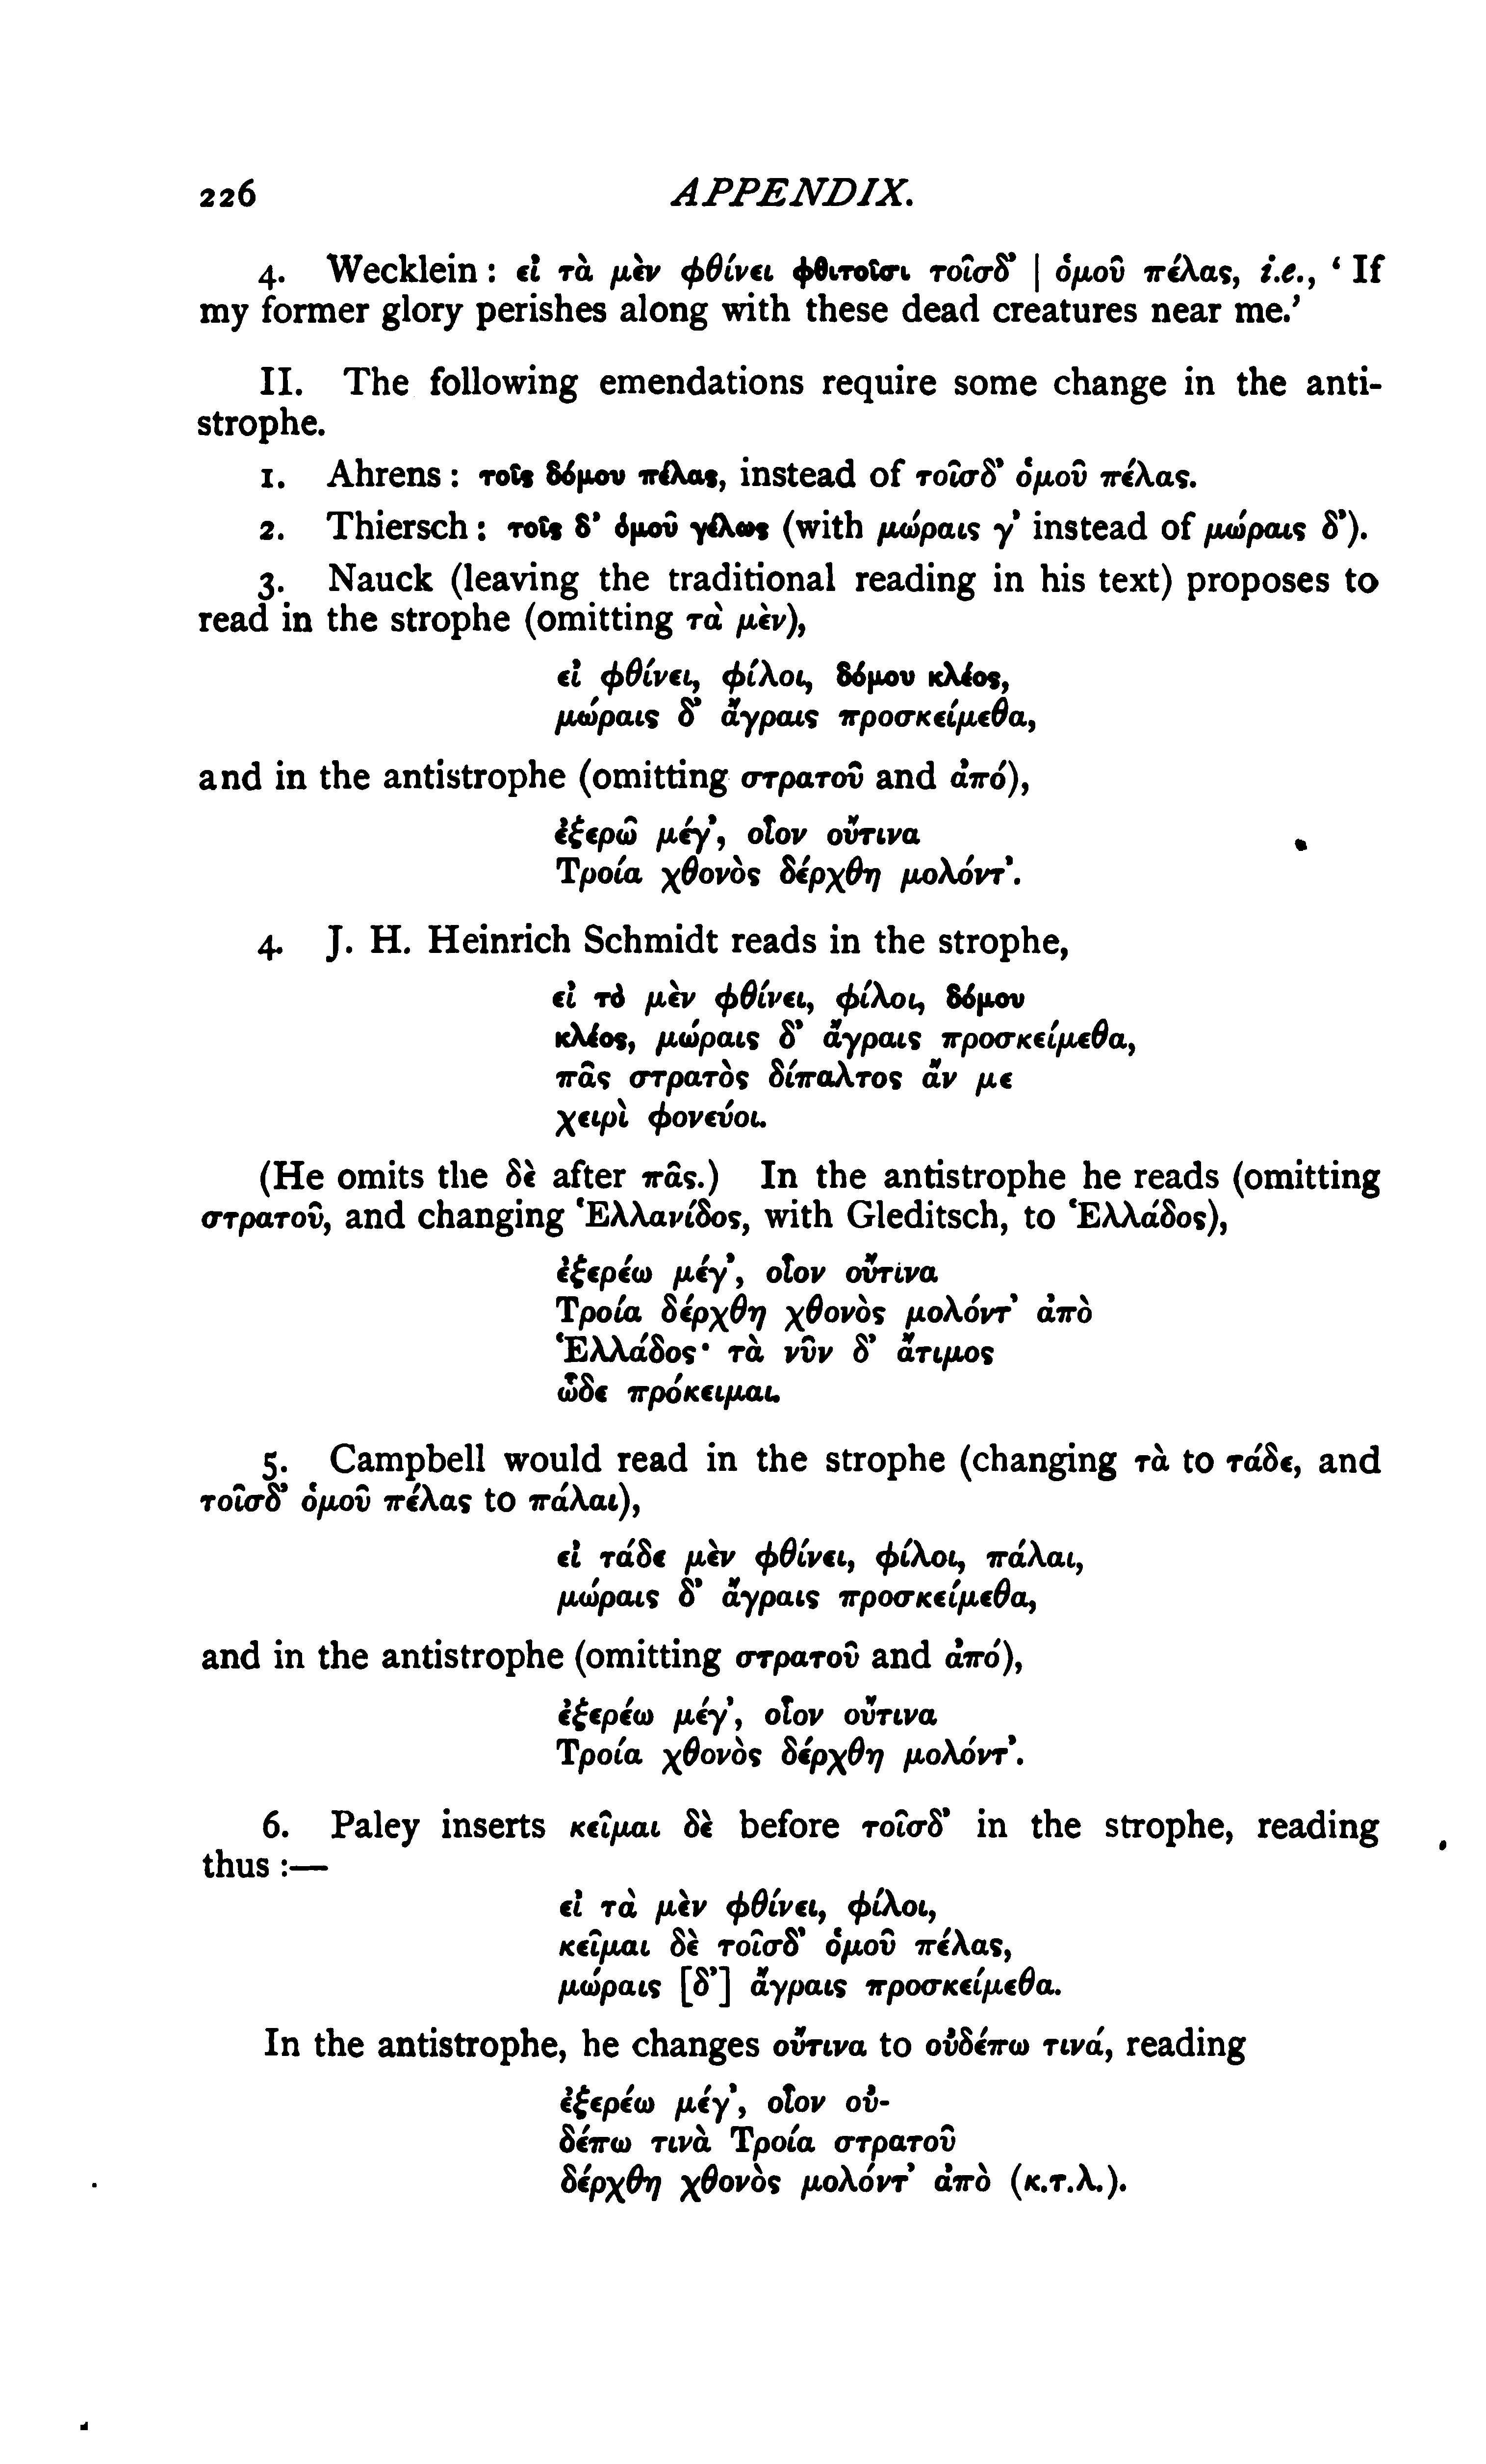 226 APPENDIX.
4. Wecklein: εἰ τὰ μὲν φθίνει φθιτοῖσι τοῖσδ’ | ὁμοῦ πέλας, i.e., ‘ If
my former glory perishes along with these dead creatures near me.’
II. The following emendations require some change in the anti-
strophe.
1. Ahrens: τοῖς δόμου πέλας, instead of τοῖσδ’ ὁμοῦ πέλας.
2. Thiersch: τοῖς δ’ ὁμοῦ γέλως (with μώραις γ’ instead of μώραις δ’).
3. Nauck (leaving the traditional reading in his text) proposes to
read in the strophe (omitting τὰ μὲν),
εἰ φθίνει, φίλοι, δόμου κλέος,
μώραις δ’ ἄγραις προσκείμεθα,
and in the antistrophe (omitting στρατοῦ and ἀπό),
ἐξερῶ μέγ’, οἷον οὔτινα
Τροία χθονὸς δέρχθη μολόντ’.
4. J. H. Heinrich Schmidt reads in the strophe,
εἰ τὸ μὲν φθίνει, φίλοι, δόμου
κλέος, μώραις δ’ ἄγραις προσκείμεθα,
πᾶς στρατὸς δίπαλτος ἄν με
χειρὶ φονεύοι.
(He omits the δὲ after πᾶς.) In the antistrophe he reads (omitting
στρατοῦ, and changing Ἑλλανίδος, with Gleditsch, to Ἑλλάδος),
ἐξερέω μέγ’, οἷον οὔτινα
Τροία δέρχθη χθονὸς μολόντ’ ἀπὸ
Ἑλλάδος· τὰ νῦν δ’ ἄτιμος
ὧδε πρόκειμαι.
5. Campbell would read in the strophe (changing τὰ to τάδε, and
τοῖσδ’ ὁμοῦ πέλας to πάλαι),
εἰ τάδε μὲν φθίνει, φίλοι, πάλαι,
μώραις δ’ ἄγραις προσκείμεθα,
and in the antistrophe (omitting στρατοῦ and ἀπό),
ἐξερέω μέγ’, οἷον οὔτινα
Τροία χθονὸς δέρχθη μολόντ’.
6. Paley inserts κεῖμαι δὲ before τοῖσδ’ in the strophe, reading
thus:—
εἰ τὰ μὲν φθίνει, φίλοι,
κεῖμαι δὲ τοῖσδ’ ὁμοῦ πέλας,
μώραις [δ’] ἄγραις προσκείμεθα.
In the antistrophe, he changes οὔτινα to οὐδέπω τινά, reading
ἐξερέω μέγ’, οἷον οὐ-
δέπω τινὰ Τροία στρατοῦ
δέρχθη χθονὸς μολόντ’ ἀπὸ (κ.τ.λ.).